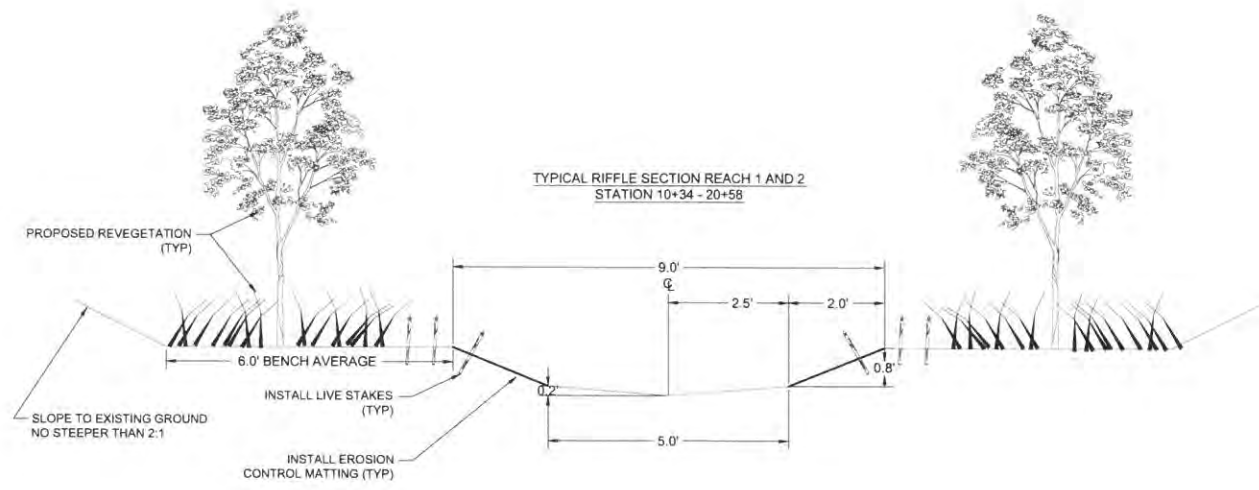 TYPICAL RIFFLE SECTION REACH 1 AND 2
STATION 10+34 - 20+58
PROPOSED REVEGETATION
(TYP)
9.0'
℄
2.5'
2.0'
6.0' BENCH AVERAGE
0.8'
0.2'
INSTALL LIVE STAKES
(TYP)
SLOPE TO EXISTING GROUND
NO STEEPER THAN 2:1
5.0'
INSTALL EROSION
CONTROL MATTING (TYP)